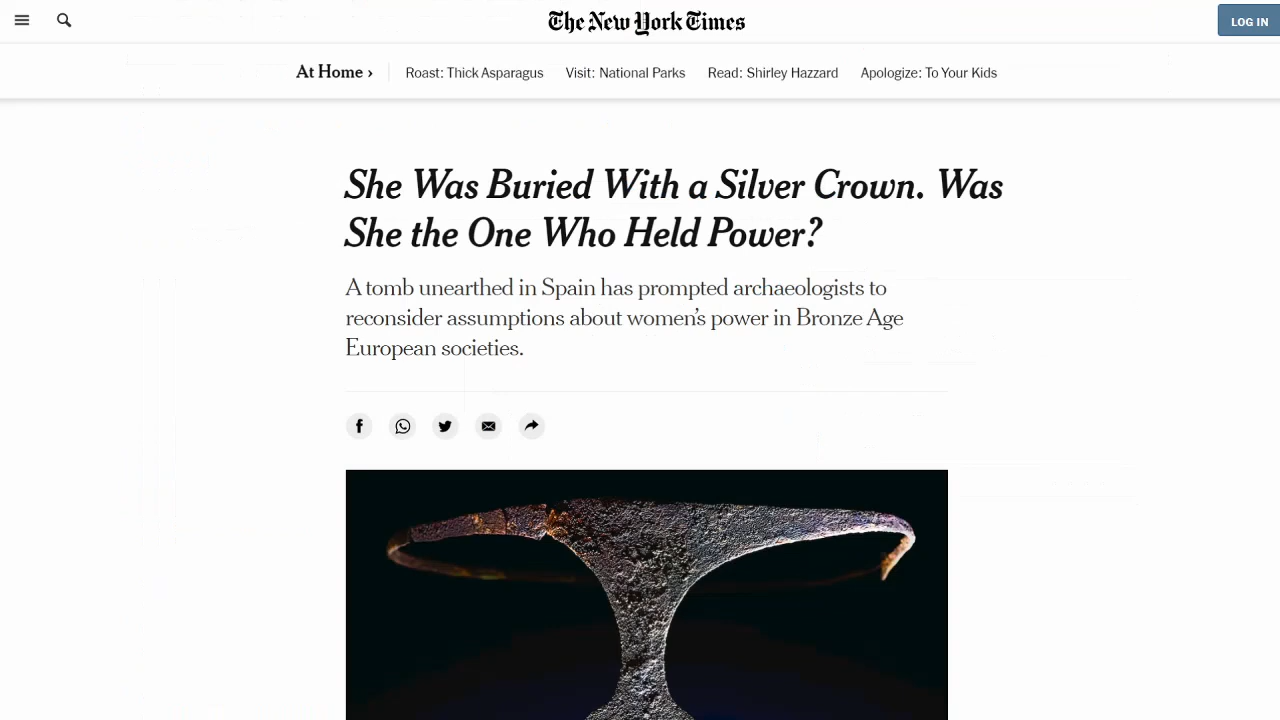 The New York Times
LOG IN
At Home ›
Roast: Thick Asparagus
Visit: National Parks
Read: Shirley Hazzard
Apologize: To Your Kids
She Was Buried With a Silver Crown. Was
She the One Who Held Power?
A tomb unearthed in Spain has prompted archaeologists to
reconsider assumptions about women’s power in Bronze Age
European societies.